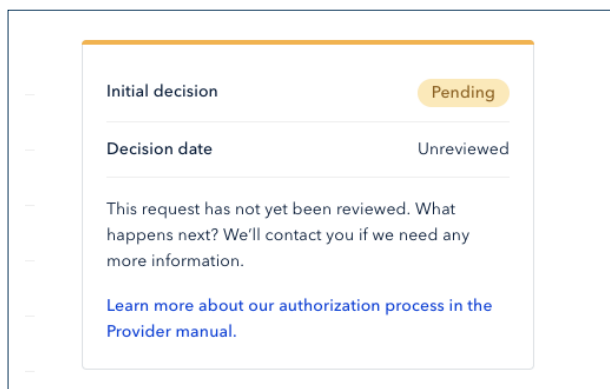 Initial decision Pending
Decision date Unreviewed
This request has not yet been reviewed. What
happens next? We’ll contact you if we need any
more information.
Learn more about our authorization process in the
Provider manual.